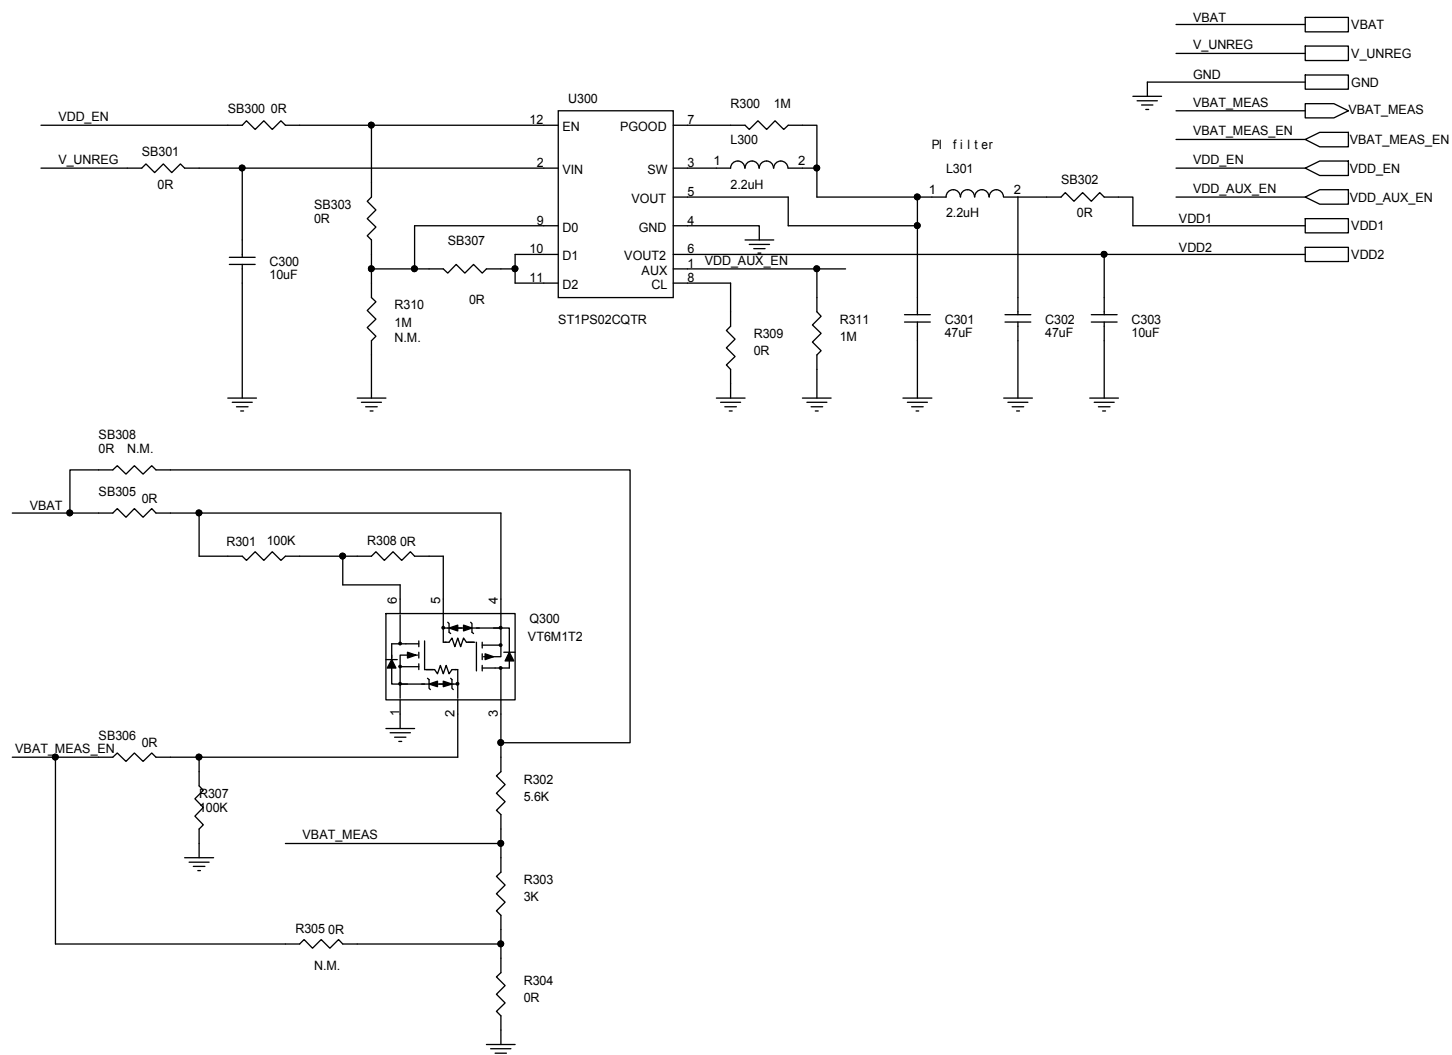 VBAT
VBAT
V_UNREG
V_UNREG
GND
GND
VBAT_MEAS
VBAT_MEAS
VBAT_MEAS_EN
VBAT_MEAS_EN
VDD_EN
VDD_EN
VDD_AUX_EN
VDD_AUX_EN
VDD1
VDD1
VDD2
VDD2
VDD_EN
SB300 0R
V_UNREG
SB301
0R
C300
10uF
SB303
0R
R310
1M
N.M.
SB307
0R
U300
12 EN
2 VIN
9 D0
10 D1
11 D2
PGOOD 7
SW 3
VOUT 5
GND 4
VOUT2 6
AUX 1
CL 8
ST1PS02CQTR
R300 1M
L300
1 2
2.2uH
VDD_AUX_EN
R309
0R
R311
1M
PI filter
L301
1 2
2.2uH
SB302
0R
C301
47uF
C302
47uF
C303
10uF
SB308
0R N.M.
VBAT
SB305 0R
R301 100K
R308 0R
6 5 4
Q300
VT6M1T2
1 2 3
VBAT_MEAS_EN
SB306 0R
R307
100K
R302
5.6K
VBAT_MEAS
R303
3K
R305 0R
N.M.
R304
0R